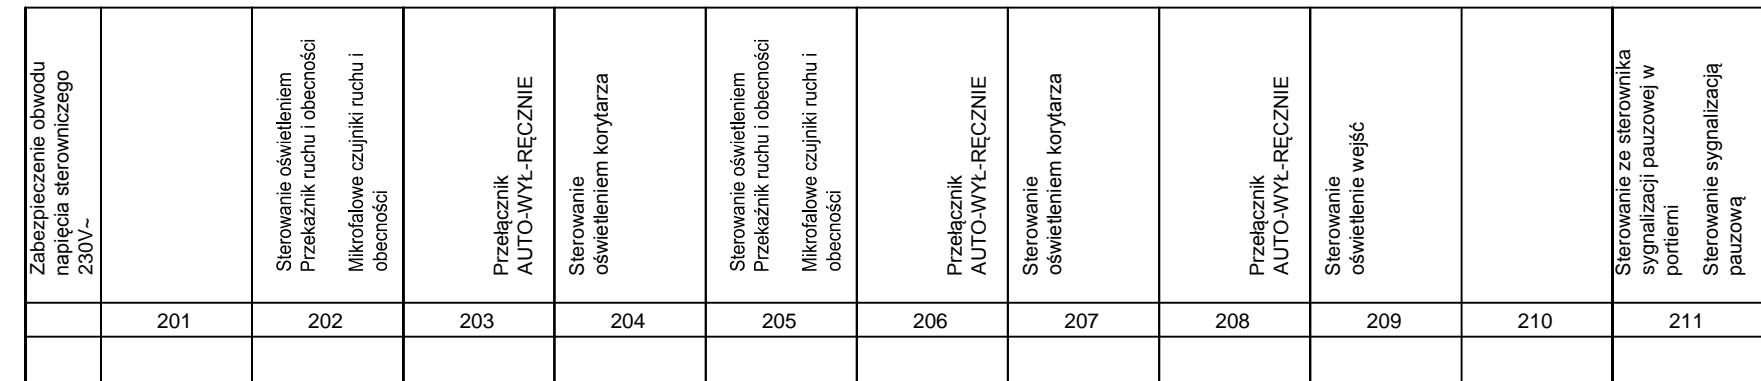 Zabezpieczenie obwodu
napięcia sterowniczego
230V~
Sterowanie oświetleniem
Przekaźnik ruchu i obecności
Mikrofalowe czujniki ruchu i
obecności
Przełącznik
AUTO-WYŁ-RĘCZNIE
Sterowanie
oświetleniem korytarza
Sterowanie oświetleniem
Przekaźnik ruchu i obecności
Mikrofalowe czujniki ruchu i
obecności
Przełącznik
AUTO-WYŁ-RĘCZNIE
Sterowanie
oświetleniem korytarza
Przełącznik
AUTO-WYŁ-RĘCZNIE
Sterowanie
oświetlenie wejść
Sterowanie ze sterownika
sygnalizacji pauzowej w
portierni
Sterowanie sygnalizacją
pauzową
201 202 203 204 205 206 207 208 209 210 211